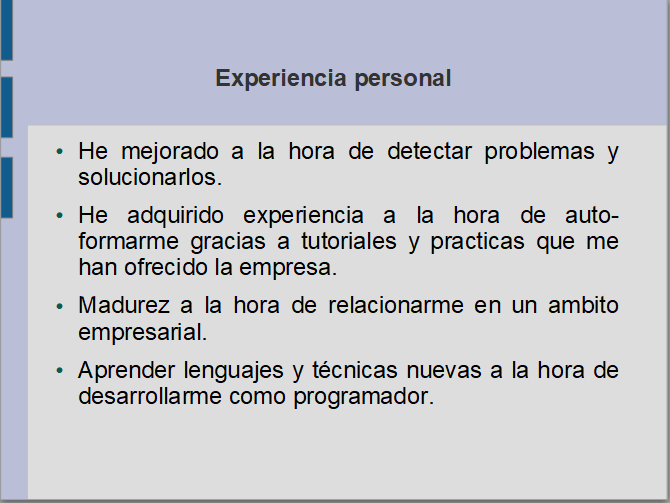 Experiencia personal
• He mejorado a la hora de detectar problemas y
solucionarlos.
• He adquirido experiencia a la hora de auto-
formarme gracias a tutoriales y practicas que me
han ofrecido la empresa.
• Madurez a la hora de relacionarme en un ambito
empresarial.
• Aprender lenguajes y técnicas nuevas a la hora de
desarrollarme como programador.